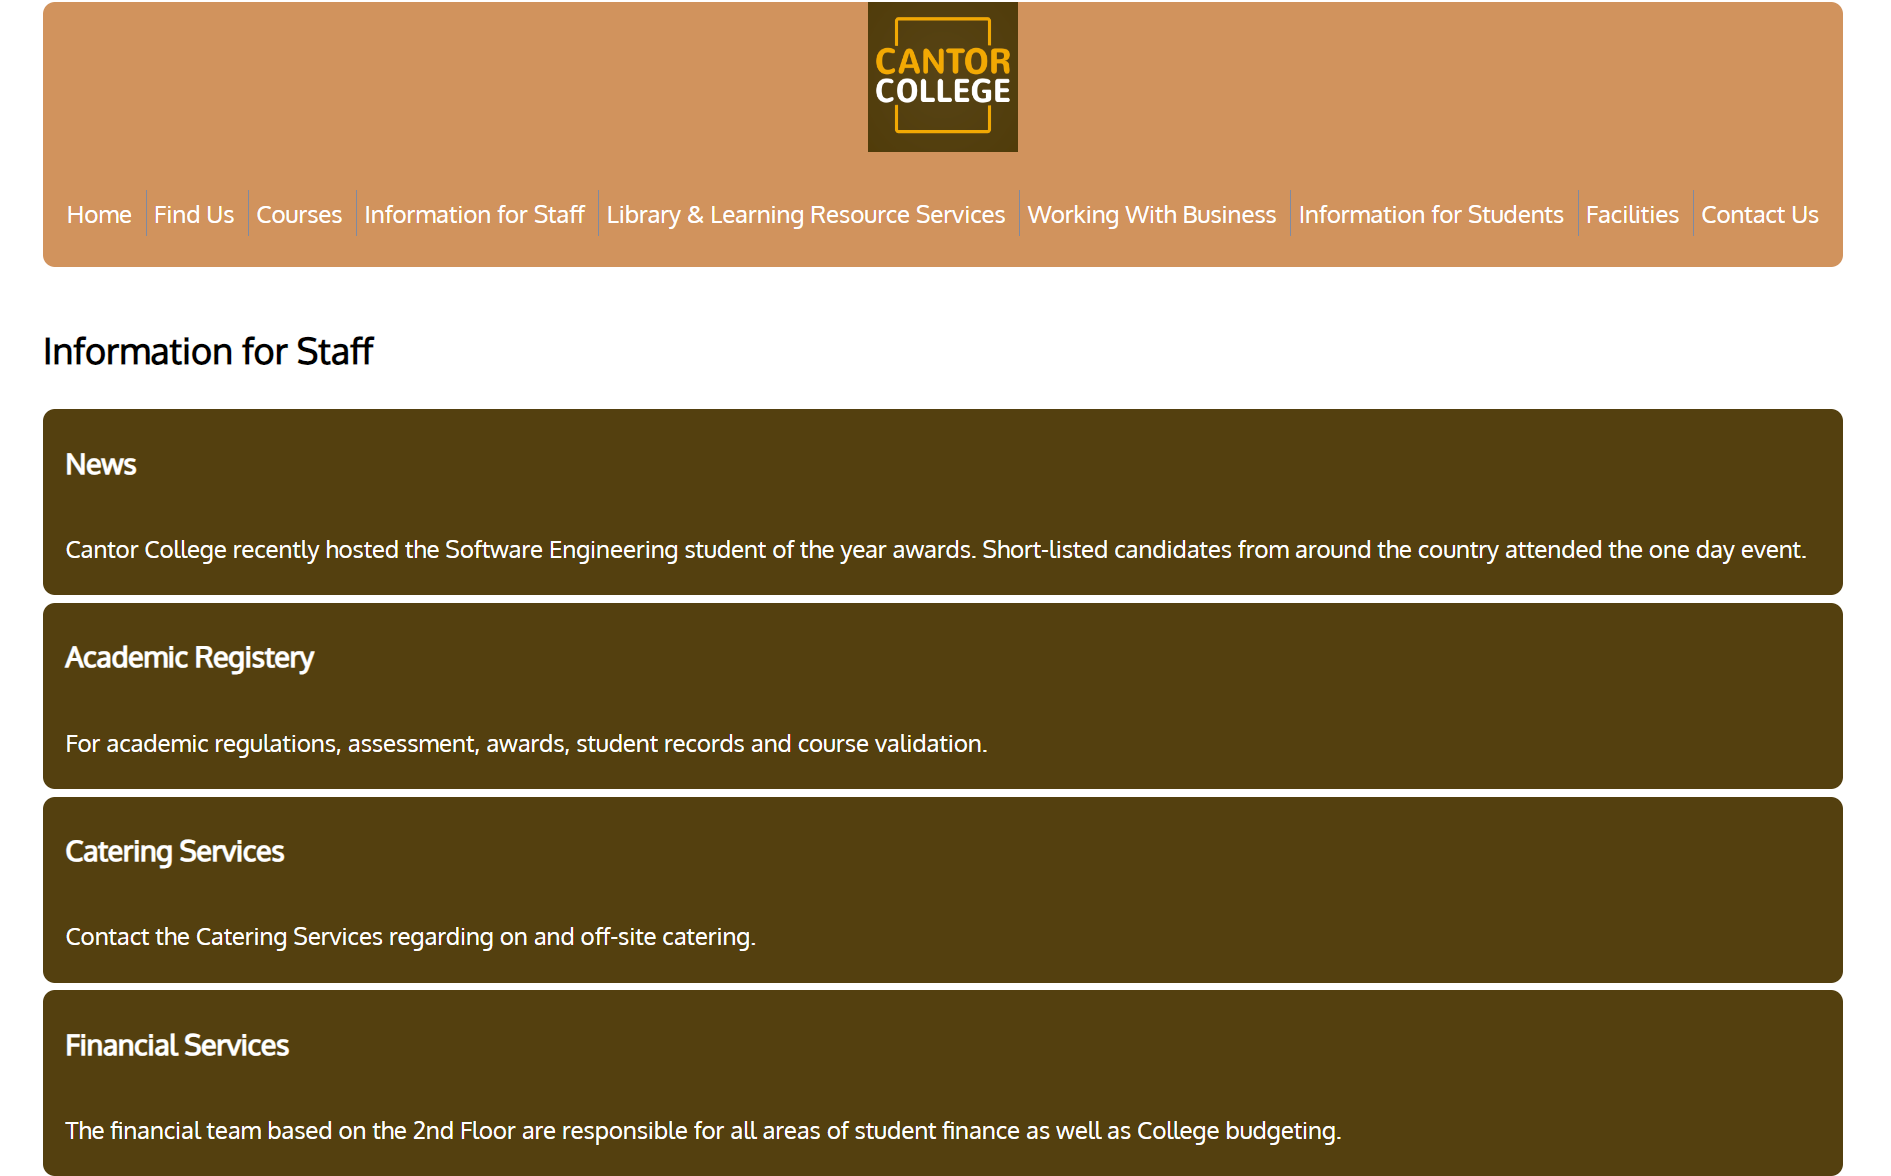 CANTOR
COLLEGE
Home Find Us Courses Information for Staff Library & Learning Resource Services Working With Business Information for Students Facilities Contact Us
Information for Staff
News
Cantor College recently hosted the Software Engineering student of the year awards. Short-listed candidates from around the country attended the one day event.
Academic Registery
For academic regulations, assessment, awards, student records and course validation.
Catering Services
Contact the Catering Services regarding on and off-site catering.
Financial Services
The financial team based on the 2nd Floor are responsible for all areas of student finance as well as College budgeting.